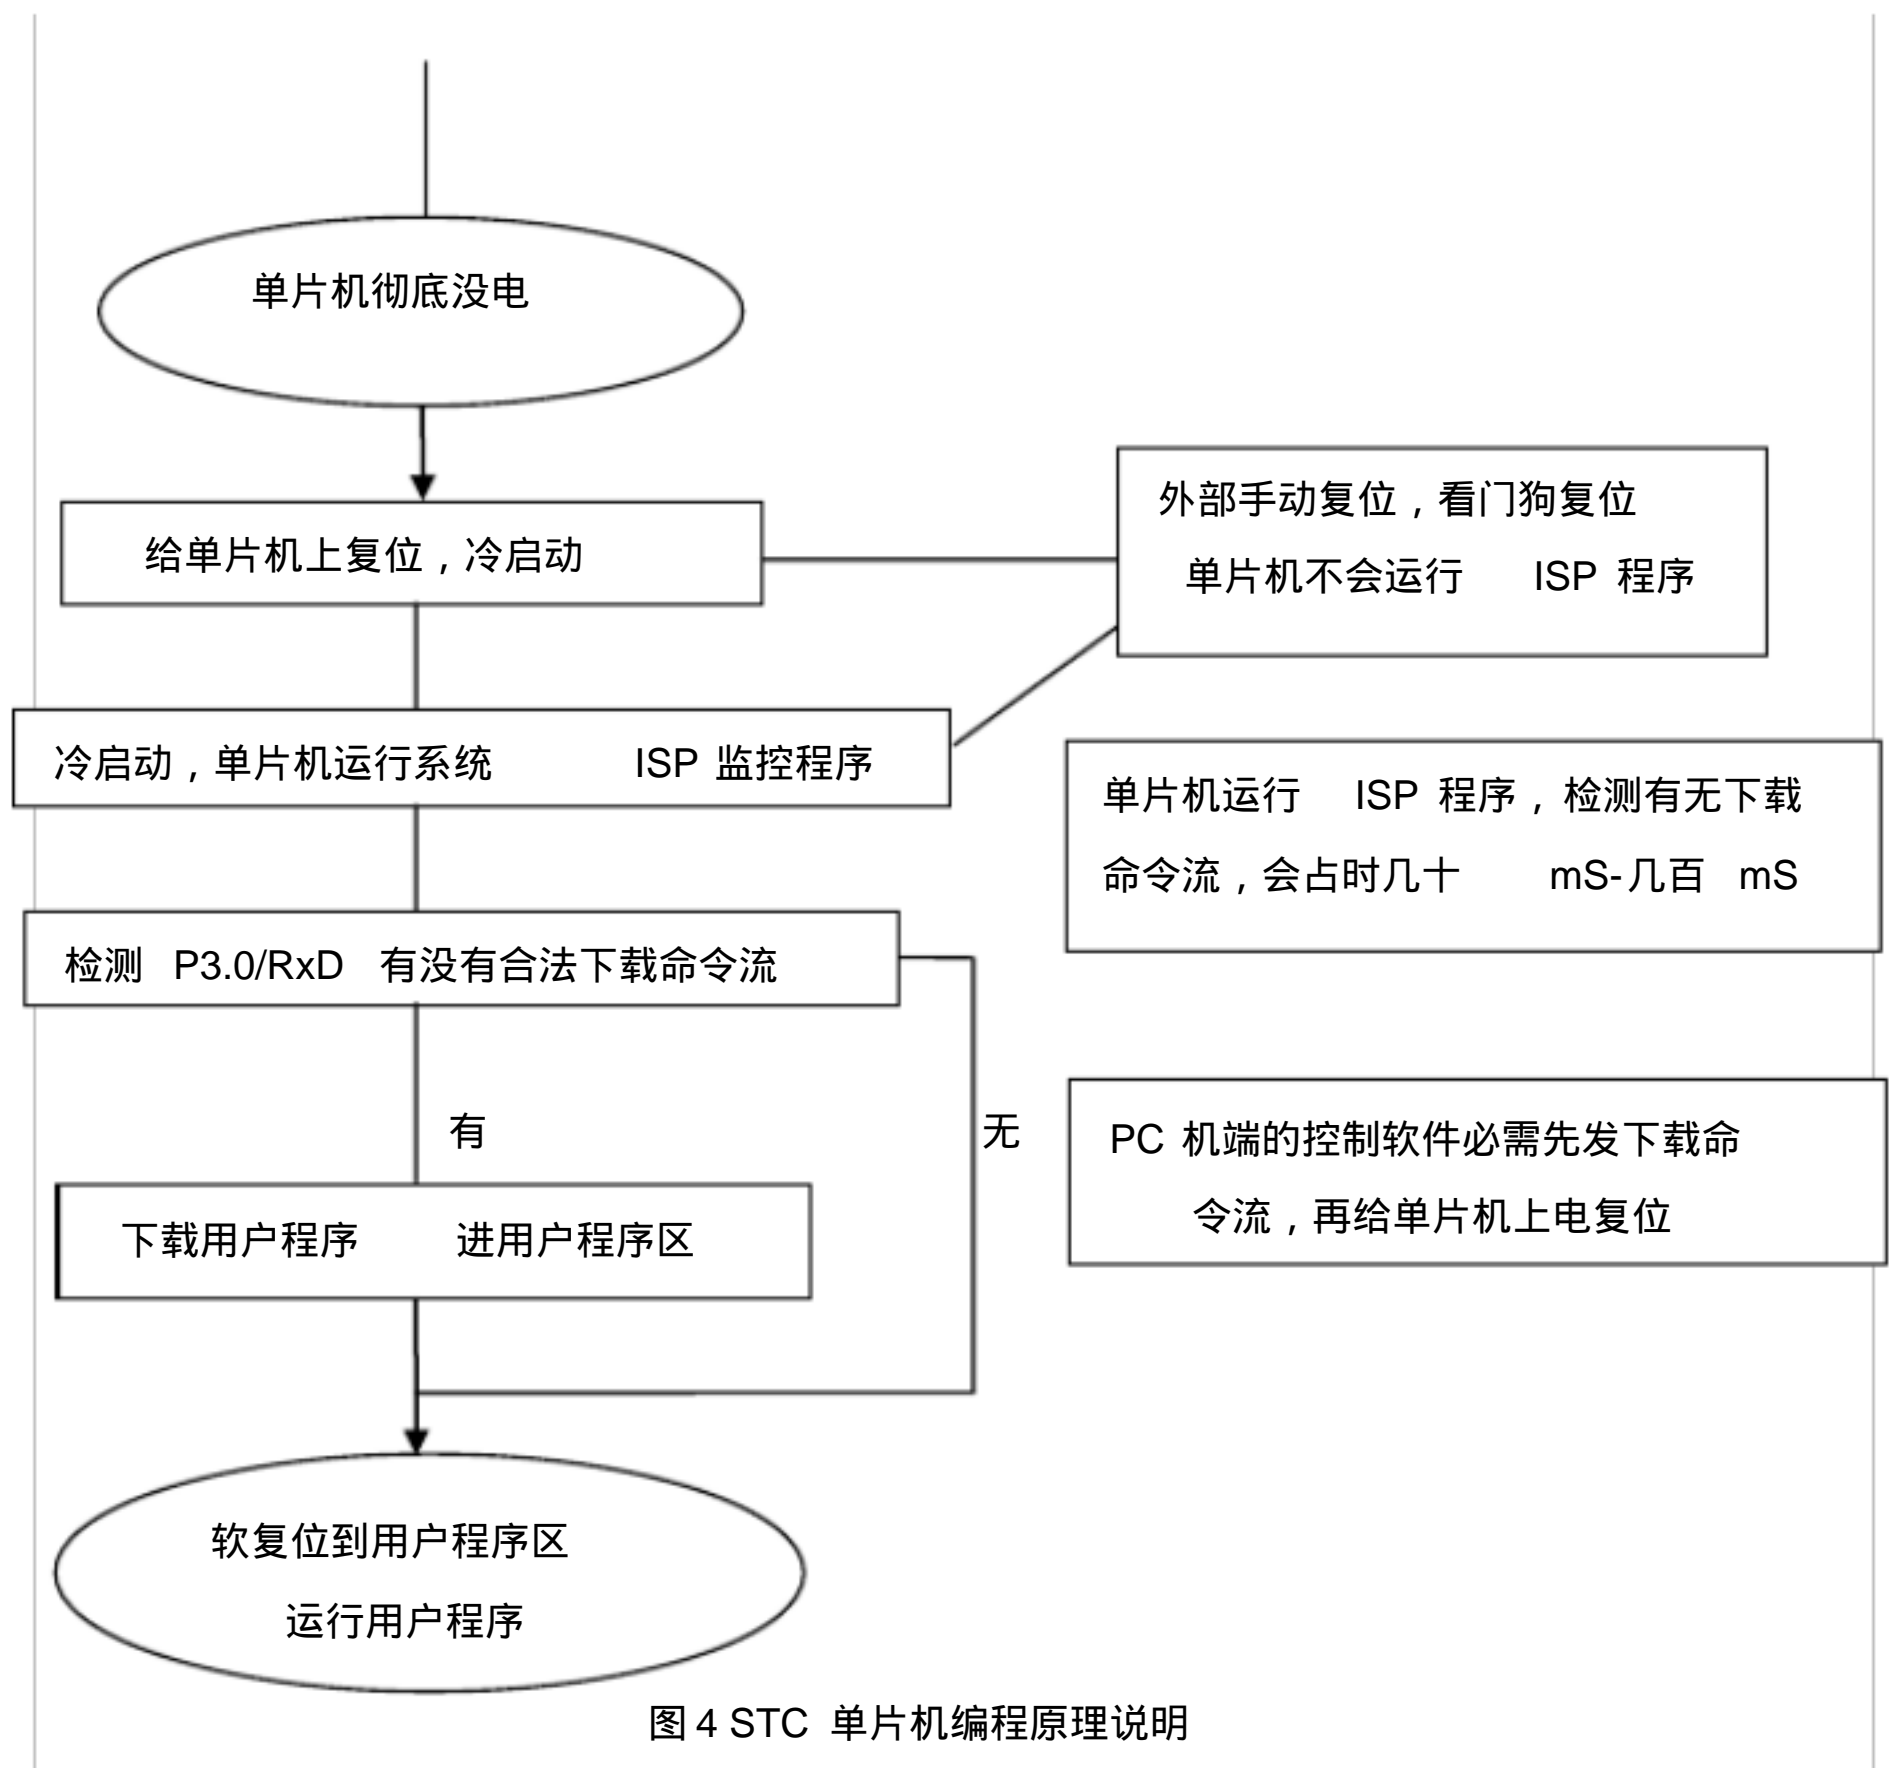 单片机彻底没电
给单片机上复位，冷启动
外部手动复位，看门狗复位
单片机不会运行 ISP 程序
冷启动，单片机运行系统 ISP 监控程序
单片机运行 ISP 程序，检测有无下载
命令流，会占时几十 mS-几百 mS
检测 P3.0/RxD 有没有合法下载命令流
有
无
PC 机端的控制软件必需先发下载命
令流，再给单片机上电复位
下载用户程序 进用户程序区
软复位到用户程序区
运行用户程序
图4 STC 单片机编程原理说明